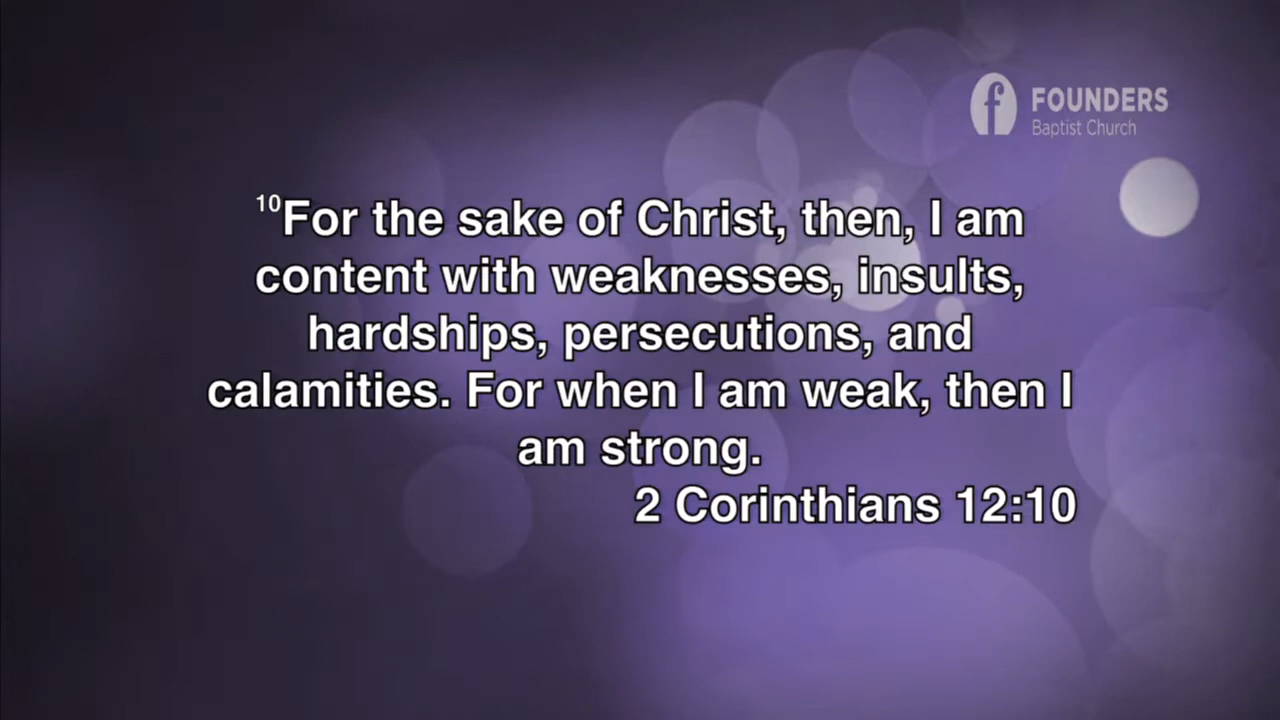 FOUNDERS
Baptist Church
10For the sake of Christ, then, I am
content with weaknesses, insults,
hardships, persecutions, and
calamities. For when I am weak, then I
am strong.
2 Corinthians 12:10